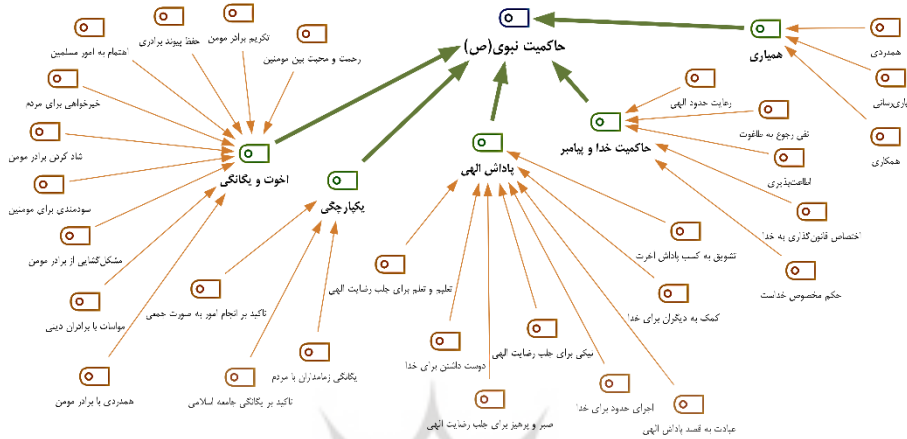 حاکمیت نبوی(ص)
همیاری
همدردی
یاری‌رسانی
همکاری
حاکمیت خدا و پیامبر
رعایت حدود الهی
نفی رجوع به طاغوت
اطاعت‌پذیری
اختصاص قانون‌گذاری به خدا
حکم مخصوص خداست
پاداش الهی
تشویق به کسب پاداش اخرت
کمک به دیگران برای خدا
عبادت به قصد پاداش الهی
اجرای حدود برای خدا
نیکی برای جلب رضایت الهی
صبر و پرهیز برای جلب رضایت الهی
دوست داشتن برای خدا
تعلیم و تعلم برای جلب رضایت الهی
یکپارچگی
یگانگی زمامداران با مردم
تاکید بر یگانگی جامعه اسلامی
تاکید بر انجام امور به صورت جمعی
اخوت و یگانگی
رحمت و محبت بین مومنین
تکریم برادر مومن
حفظ پیوند برادری
اهتمام به امور مسلمین
خیرخواهی برای مردم
شاد کردن برادر مومن
سودمندی برای مومنین
مشکل‌گشایی از برادر مومن
مواسات با برادران دینی
همدردی با برادر مومن